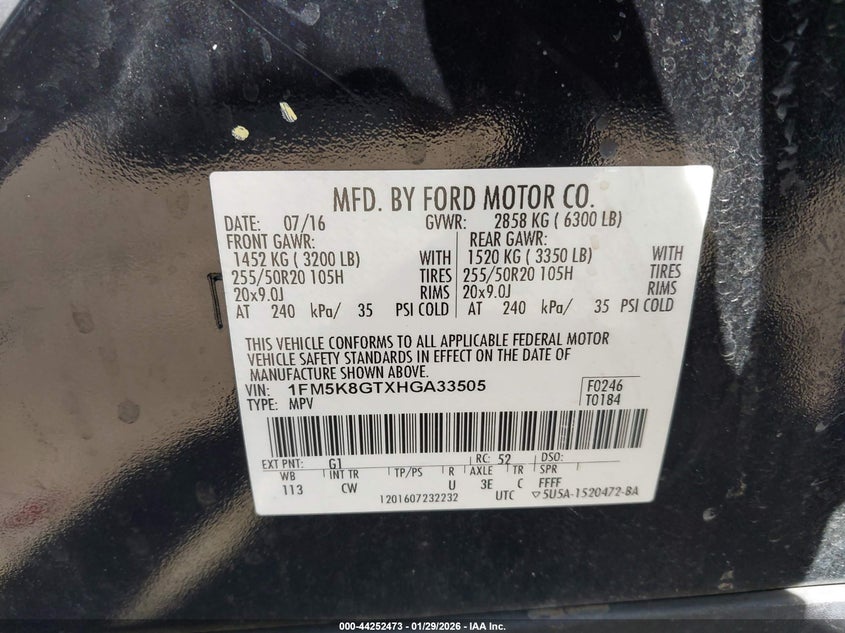 MFD. BY FORD MOTOR CO.
DATE: 07/16 GVWR: 2858 KG ( 6300 LB)
FRONT GAWR: REAR GAWR:
1452 KG ( 3200 LB) WITH 1520 KG ( 3350 LB) WITH
255/50R20 105H TIRES 255/50R20 105H TIRES
20x9.0J RIMS 20x9.0J RIMS
AT 240 kPa/ 35 PSI COLD AT 240 kPa/ 35 PSI COLD
THIS VEHICLE CONFORMS TO ALL APPLICABLE FEDERAL MOTOR
VEHICLE SAFETY STANDARDS IN EFFECT ON THE DATE OF
MANUFACTURE SHOWN ABOVE.
VIN: 1FM5K8GTXHGA33505 F0246
TYPE: MPV T0184
EXT PNT: G1 RC: 52 DSO:
WB INT TR TP/PS R AXLE TR SPR
113 CW U 3E C FFFF
1201607232232 UTC ▽5U5A-1520472-BA
000-44252473 - 01/29/2026 - IAA Inc.